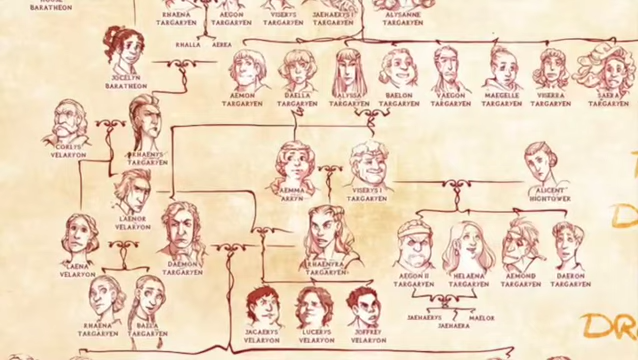 BARATHEON
RHAENA
TARGARYEN
AEGON
TARGARYEN
VISERYS
TARGARYEN
JAEHAERYS I
TARGARYEN
ALYSANNE
TARGARYEN
RHALLA
AEREA
JOCELYN
BARATHEON
AEMON
TARGARYEN
DAELLA
TARGARYEN
ALYSSA
TARGARYEN
BAELON
TARGARYEN
VAEGON
TARGARYEN
MAEGELLE
TARGARYEN
VISERRA
TARGARYEN
SAERA
TARGARYEN
CORLYS
VELARYON
RHAENYS
TARGARYEN
AEMMA
ARRYN
VISERYS I
TARGARYEN
ALICENT
HIGHTOWER
LAENOR
VELARYON
LAENA
VELARYON
DAEMON
TARGARYEN
RHAENYRA
TARGARYEN
AEGON II
TARGARYEN
HELAENA
TARGARYEN
AEMOND
TARGARYEN
DAERON
TARGARYEN
RHAENA
TARGARYEN
BAELA
TARGARYEN
JACAERYS
VELARYON
LUCERYS
VELARYON
JOFFREY
VELARYON
JAEHAERYS
JAEHAERA
MAELOR
D
DR